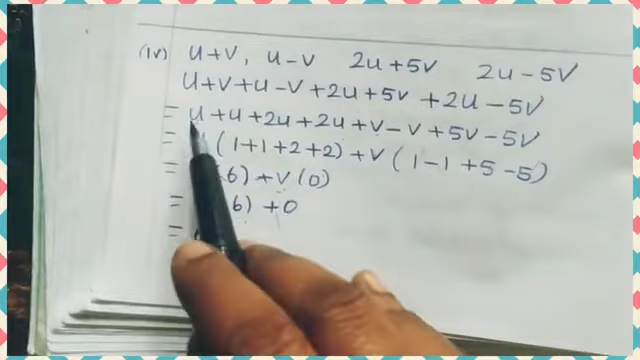 (iv) u+v, u-v 2u+5v 2u-5v
u+v+u-v+2u+5v +2u-5v
= u+u+2u+2u+v-v+5v-5v
= (1+1+2+2)+v(1-1+5-5)
= 6)+v(0)
= 6)+0
=